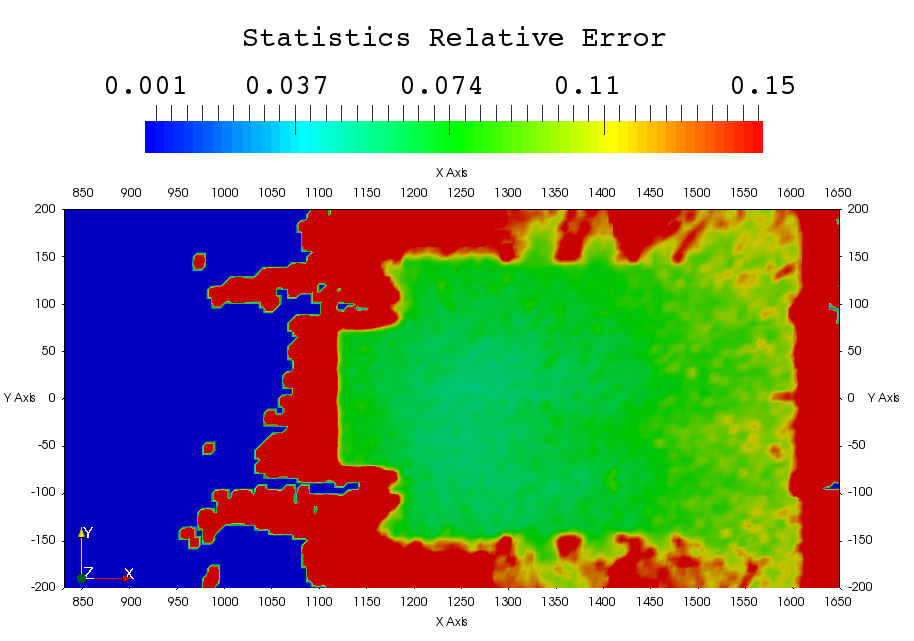 Statistics Relative Error
0.001 0.037 0.074 0.11 0.15
X Axis
850 900 950 1000 1050 1100 1150 1200 1250 1300 1350 1400 1450 1500 1550 1600 1650
200 200
150 150
100 100
50 50
Y Axis 0 0 Y Axis
-50 -50
-100 -100
-150 -150
Y
Z X
-200 -200
850 900 950 1000 1050 1100 1150 1200 1250 1300 1350 1400 1450 1500 1550 1600 1650
X Axis